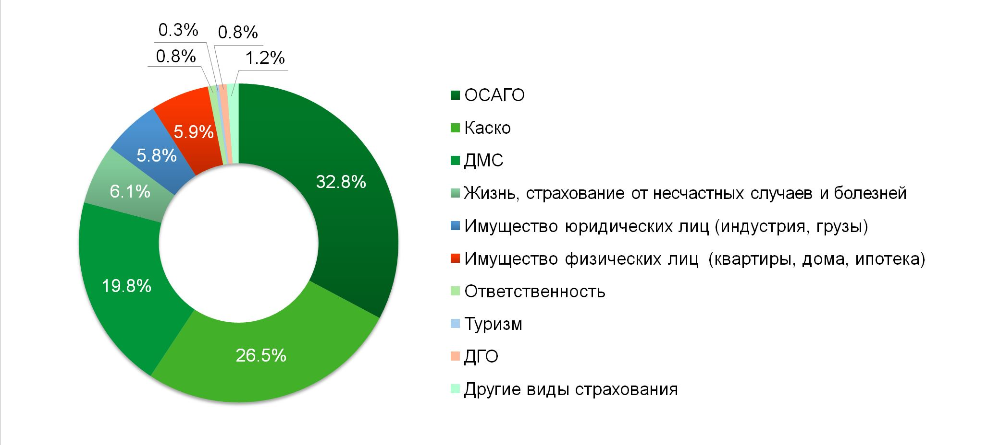 0.3%
0.8%
0.8%
1.2%
5.9%
5.8%
32.8%
6.1%
19.8%
26.5%
ОСАГО
Каско
ДМС
Жизнь, страхование от несчастных случаев и болезней
Имущество юридических лиц (индустрия, грузы)
Имущество физических лиц (квартиры, дома, ипотека)
Ответственность
Туризм
ДГО
Другие виды страхования